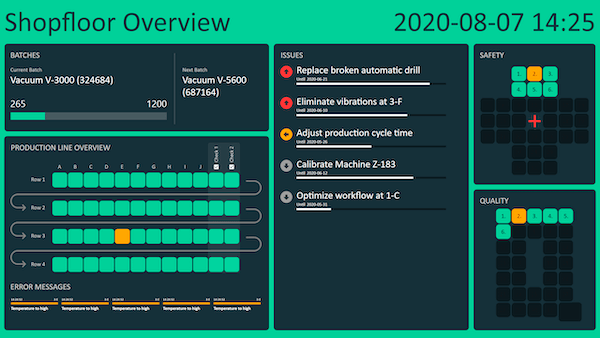 Shopfloor Overview
2020-08-07 14:25
BATCHES
Current Batch
Vacuum V-3000 (324684)
265
1200
Next Batch
Vacuum V-5600
(687164)
PRODUCTION LINE OVERVIEW
A B C D E F G H I J Check 1 Check 2
Row 1
Row 2
Row 3
Row 4
ERROR MESSAGES
Temperature to high
Temperature to high
Temperature to high
Temperature to high
Temperature to high
ISSUES
Replace broken automatic drill
Until 2020-06-21
Eliminate vibrations at 3-F
Until 2020-06-10
Adjust production cycle time
Until 2020-05-26
Calibrate Machine Z-183
Until 2020-06-12
Optimize workflow at 1-C
Until 2020-05-31
SAFETY
1. 2. 3.
4. 5. 6.
QUALITY
1. 2. 3. 4. 5.
6.